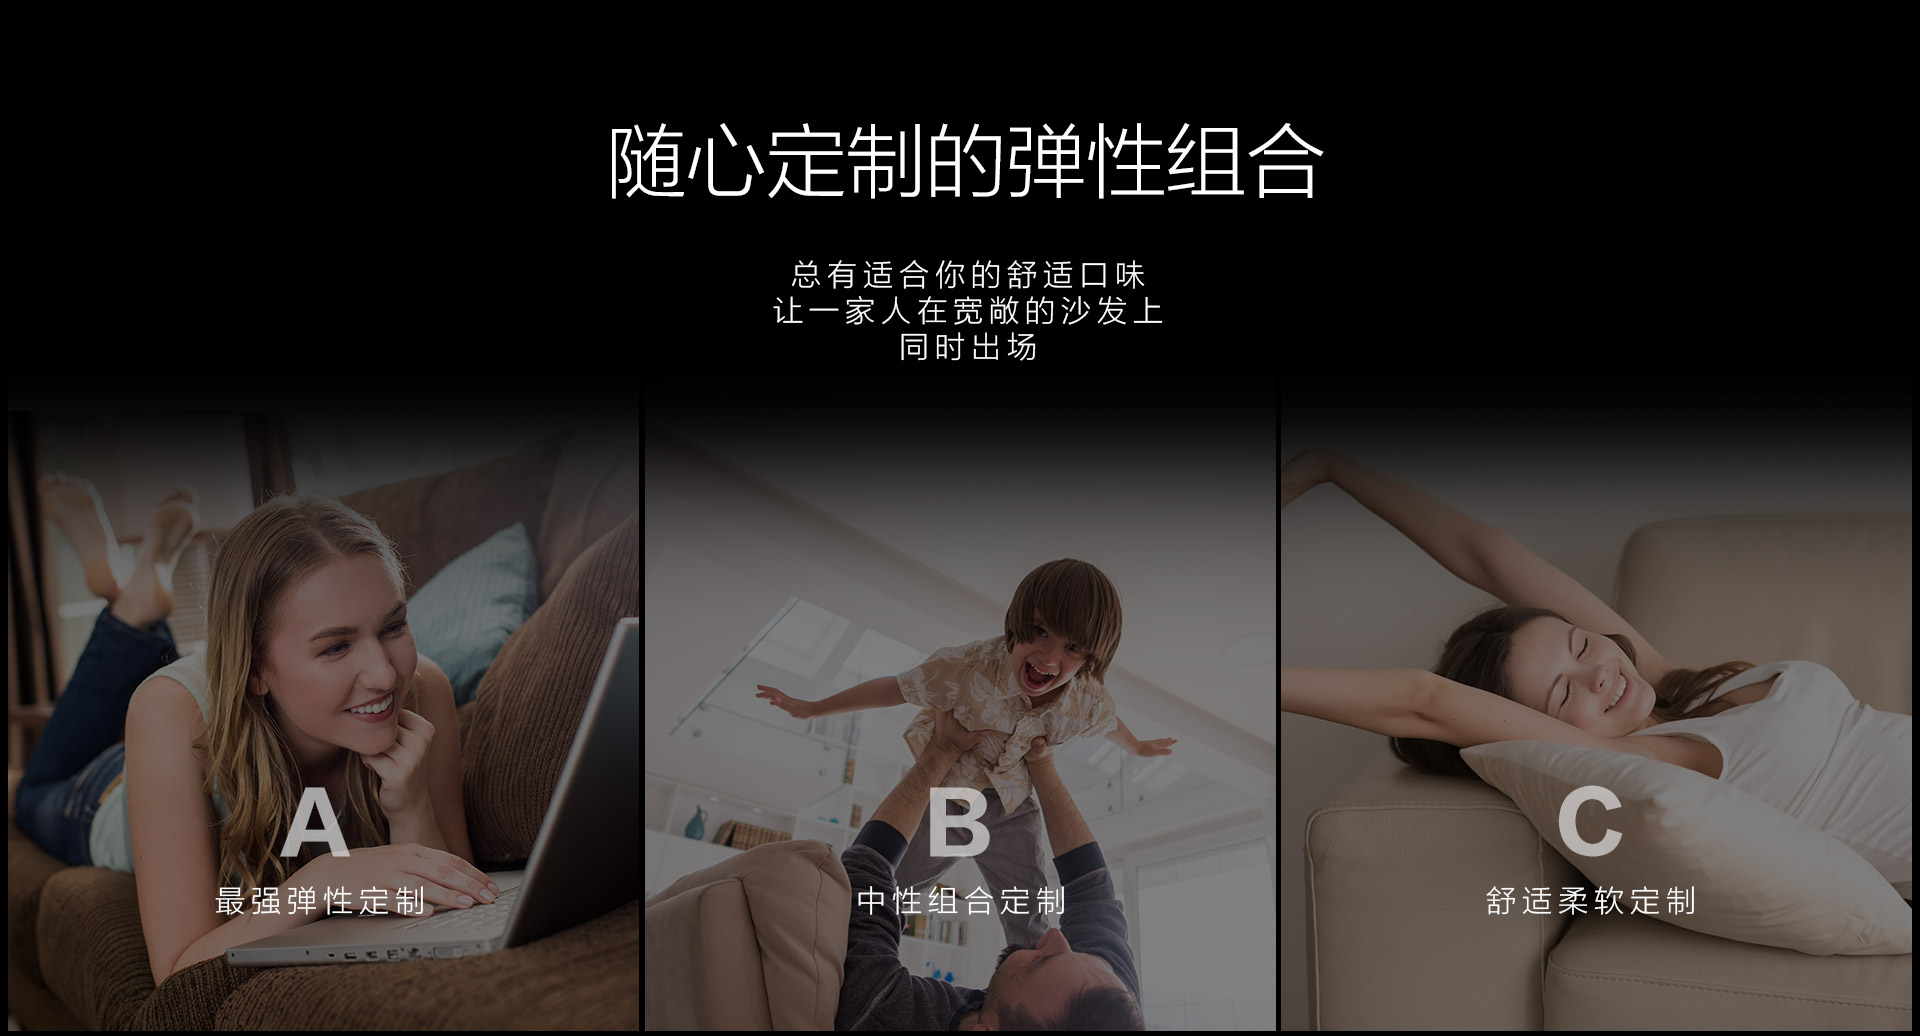 随心定制的弹性组合
总有适合你的舒适口味
让一家人在宽敞的沙发上
同时出场
A
最强弹性定制
B
中性组合定制
C
舒适柔软定制